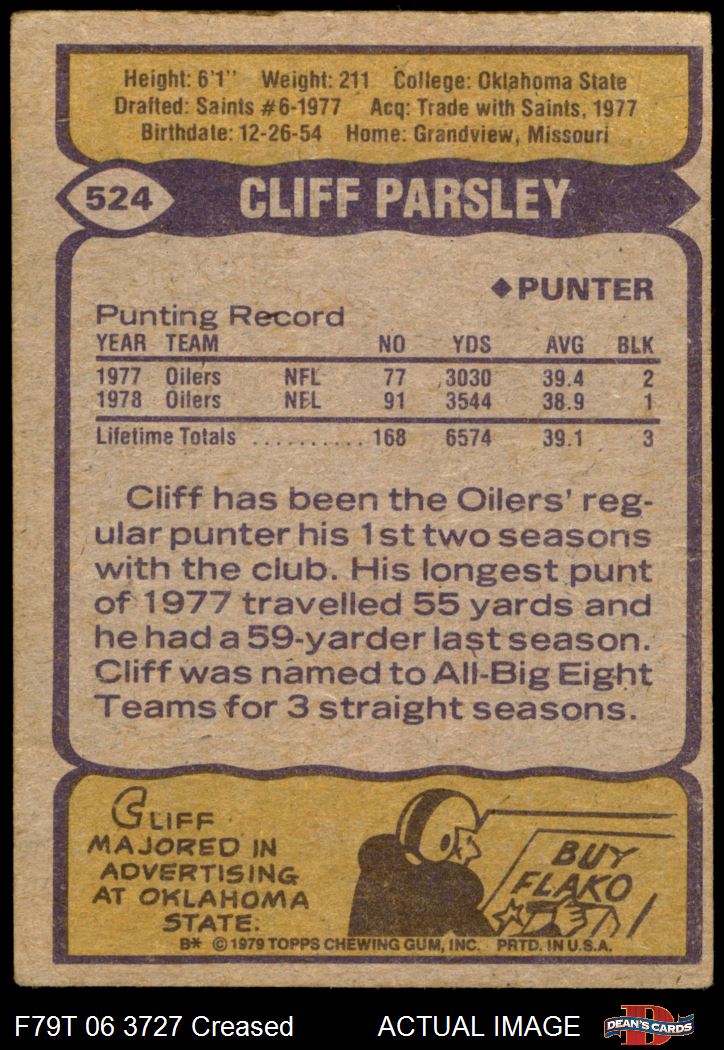 Height: 6'1" Weight: 211 College: Oklahoma State
Drafted: Saints #6-1977 Acq: Trade with Saints, 1977
Birthdate: 12-26-54 Home: Grandview, Missouri
524 CLIFF PARSLEY
◆PUNTER
Punting Record
YEAR TEAM NO YDS AVG BLK
1977 Oilers NFL 77 3030 39.4 2
1978 Oilers NFL 91 3544 38.9 1
Lifetime Totals .......... 168 6574 39.1 3
Cliff has been the Oilers' reg-
ular punter his 1st two seasons
with the club. His longest punt
of 1977 travelled 55 yards and
he had a 59-yarder last season.
Cliff was named to All-Big Eight
Teams for 3 straight seasons.
CLIFF
MAJORED IN
ADVERTISING
AT OKLAHOMA
STATE.
BUY
FLAKO
B* © 1979 TOPPS CHEWING GUM, INC. PRTD. IN U.S.A.
F79T 06 3727 Creased ACTUAL IMAGE DEAN'S CARDS